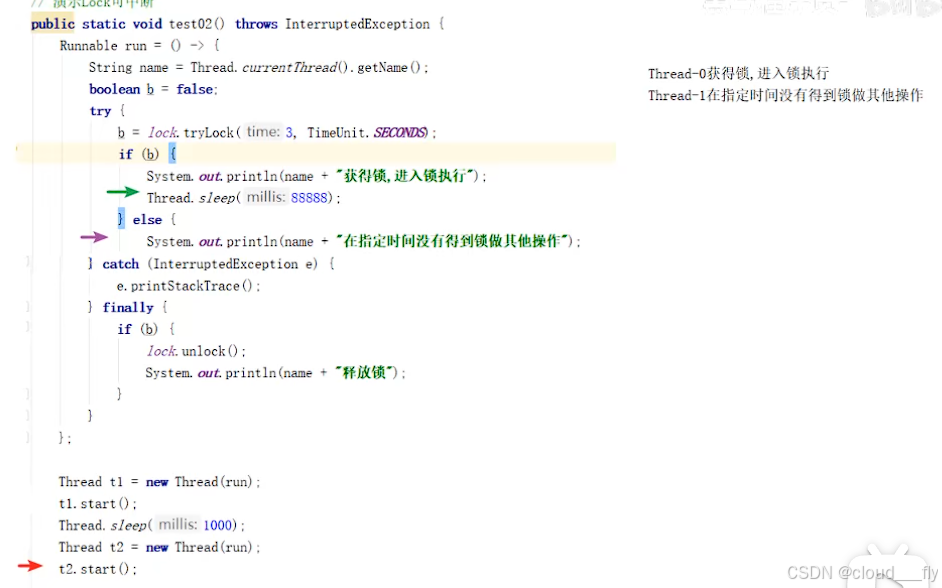 // 演示Lock可中断
public static void test02() throws InterruptedException {
Runnable run = () -> {
String name = Thread.currentThread().getName();
boolean b = false;
try {
b = lock.tryLock( time: 3, TimeUnit.SECONDS);
if (b) {
System.out.println(name + "获得锁,进入锁执行");
Thread.sleep( millis: 88888);
} else {
System.out.println(name + "在指定时间没有得到锁做其他操作");
} catch (InterruptedException e) {
e.printStackTrace();
} finally {
if (b) {
lock.unlock();
System.out.println(name + "释放锁");
}
}
};
Thread t1 = new Thread(run);
t1.start();
Thread.sleep( millis: 1000);
Thread t2 = new Thread(run);
t2.start();
Thread-0获得锁,进入锁执行
Thread-1在指定时间没有得到锁做其他操作
CSDN @cloud___fly